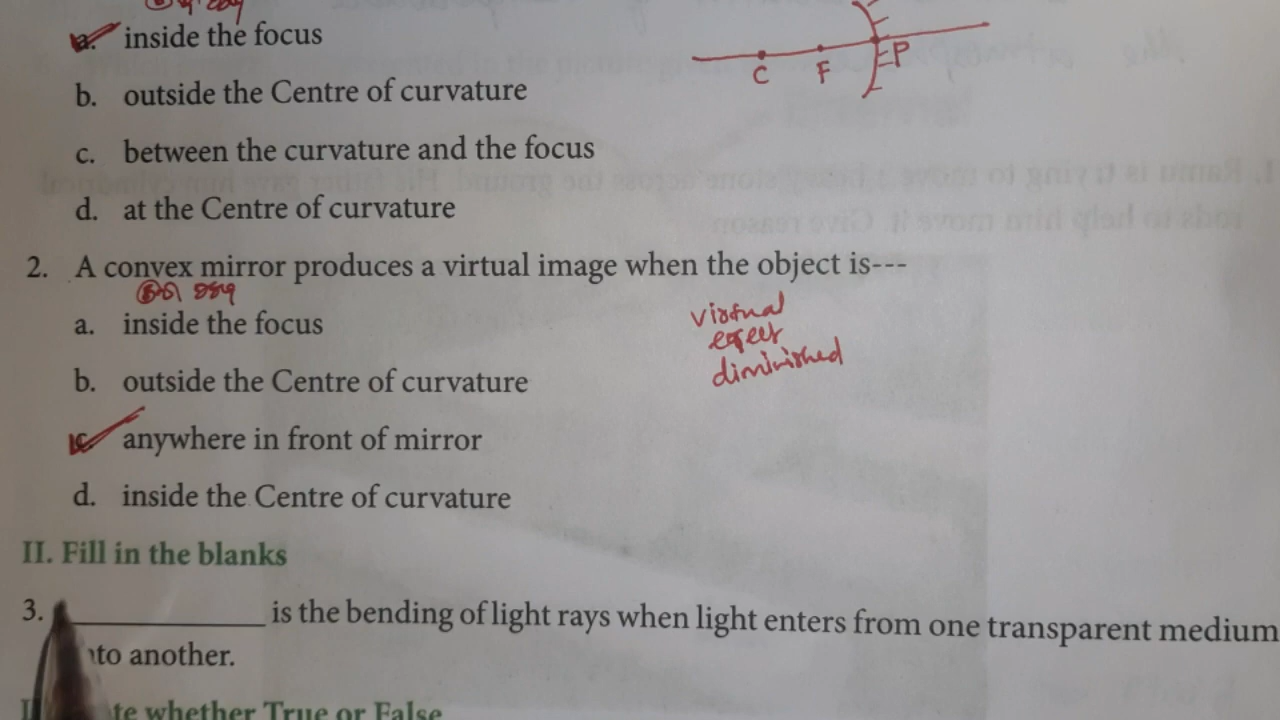 a. inside the focus
b. outside the Centre of curvature
c. between the curvature and the focus
d. at the Centre of curvature
C F P
2. A convex mirror produces a virtual image when the object is---
a. inside the focus
b. outside the Centre of curvature
c. anywhere in front of mirror
d. inside the Centre of curvature
virtual
erect
diminished
II. Fill in the blanks
3. __________ is the bending of light rays when light enters from one transparent medium
to another.
whether True or False